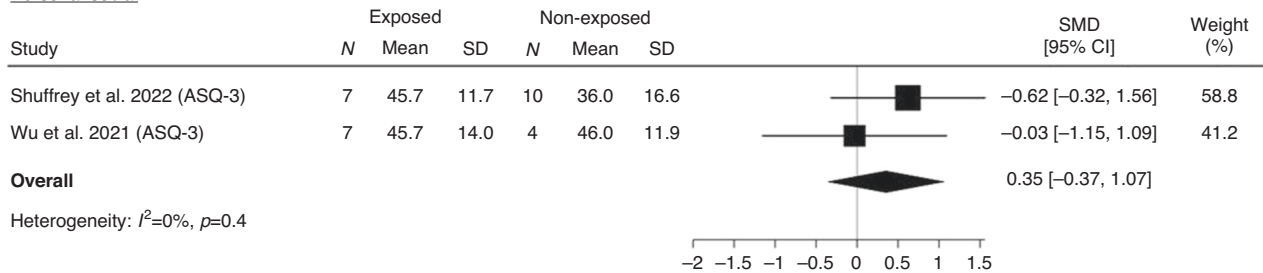 Exposed Non-exposed SMD Weight
Study N Mean SD N Mean SD [95% CI] (%)
Shuffrey et al. 2022 (ASQ-3) 7 45.7 11.7 10 36.0 16.6 –0.62 [–0.32, 1.56] 58.8
Wu et al. 2021 (ASQ-3) 7 45.7 14.0 4 46.0 11.9 –0.03 [–1.15, 1.09] 41.2
Overall 0.35 [–0.37, 1.07]
Heterogeneity: I²=0%, p=0.4
–2 –1.5 –1 –0.5 0 0.5 1 1.5